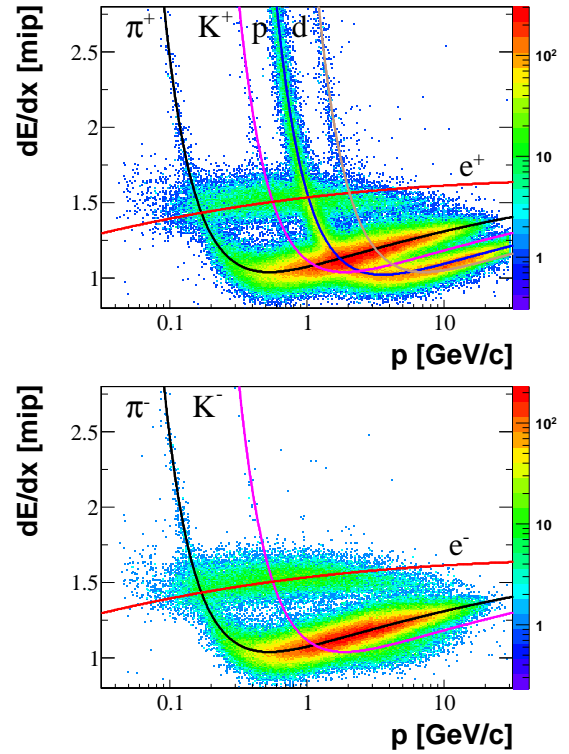 dE/dx [mip]
π+ K+ p d
e+
2.5
2
1.5
1
0.1 1 10
p [GeV/c]
10²
10
1
dE/dx [mip]
π- K-
e-
2.5
2
1.5
1
0.1 1 10
p [GeV/c]
10²
10
1